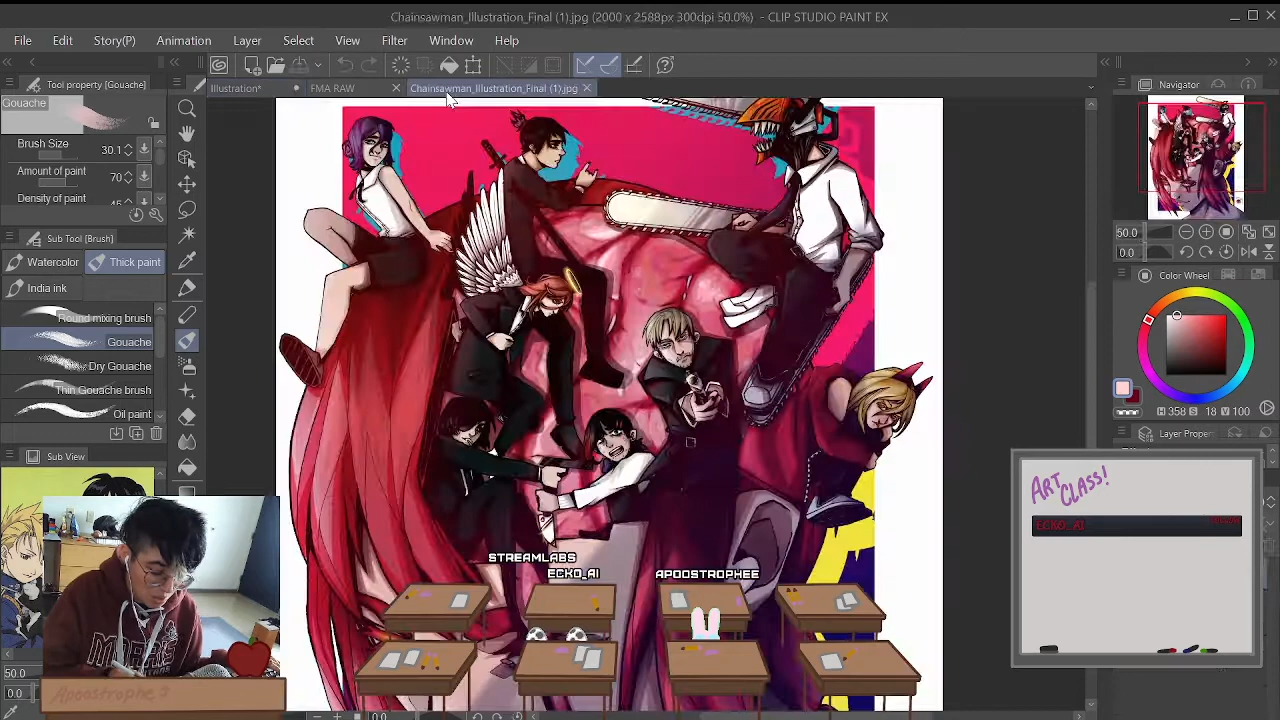 Chainsawman_Illustration_Final (1).jpg (2000 x 2588px 300dpi 50.0%) - CLIP STUDIO PAINT EX
File Edit Story(P) Animation Layer Select View Filter Window Help
Tool property [Gouache]
Illustration*
FMA RAW
Chainsawman_Illustration_Final (1).jpg
Navigator
Gouache
Brush Size 30.1
Amount of paint 70
Density of paint
Sub Tool [Brush]
Watercolor
Thick paint
India ink
50.0
0.0
Color Wheel
Round mixing brush
Gouache
Dry Gouache
Thin Gouache brush
Oil paint
H 358 S 18 V 100
Layer Proper
Sub View
ART CLASS!
ECKO_AI
STREAMLABS
ECKO_AI
APOOSTROPHEE
50.0
0.0
Apoostrophe's
0.0